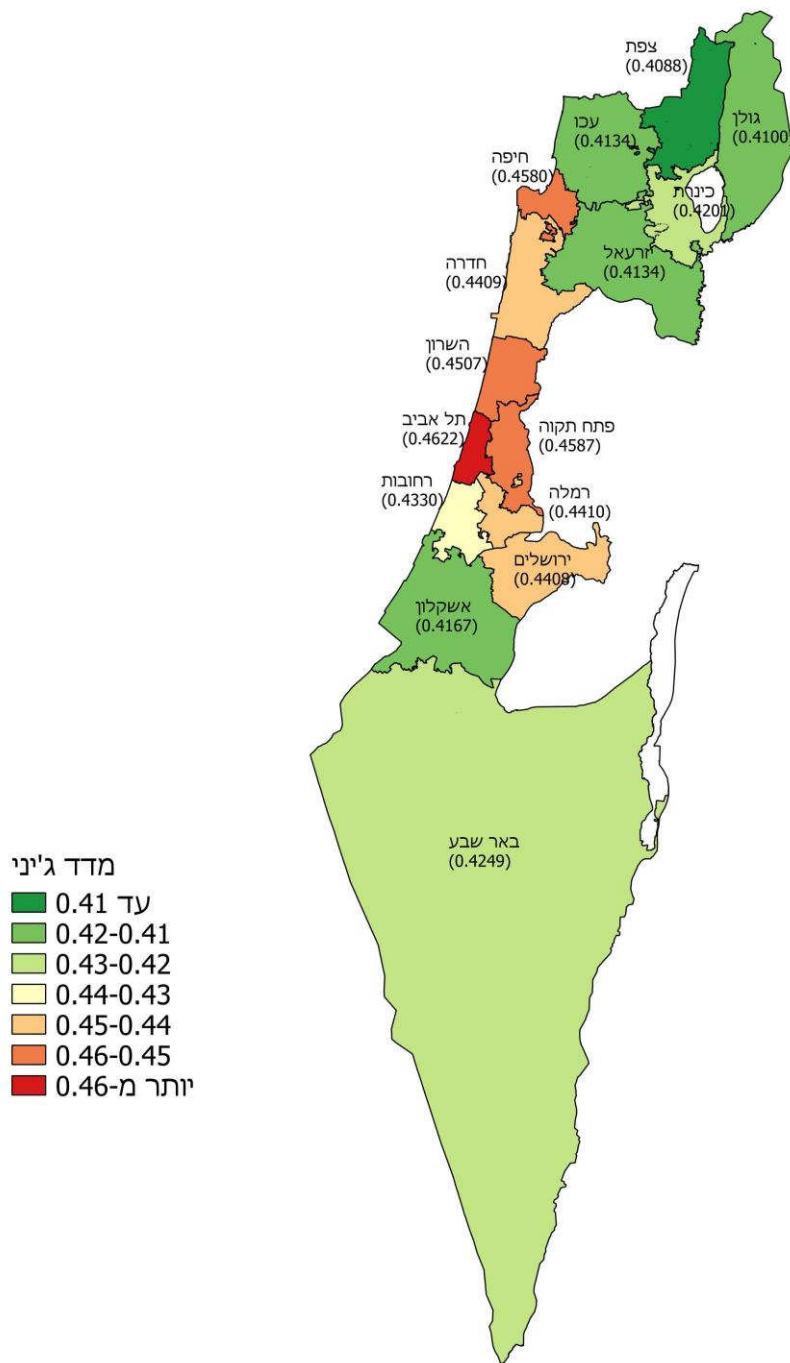 צפת
(0.4088)
גולן
(0.4100)
עכו
(0.4134)
חיפה
(0.4580)
כינרת
(0.4201)
יזרעאל
(0.4134)
חדרה
(0.4409)
השרון
(0.4507)
תל אביב
(0.4622)
פתח תקוה
(0.4587)
רחובות
(0.4330)
רמלה
(0.4410)
ירושלים
(0.4408)
אשקלון
(0.4167)
באר שבע
(0.4249)
מדד ג'יני
עד 0.41
0.42-0.41
0.43-0.42
0.44-0.43
0.45-0.44
0.46-0.45
יותר מ-0.46